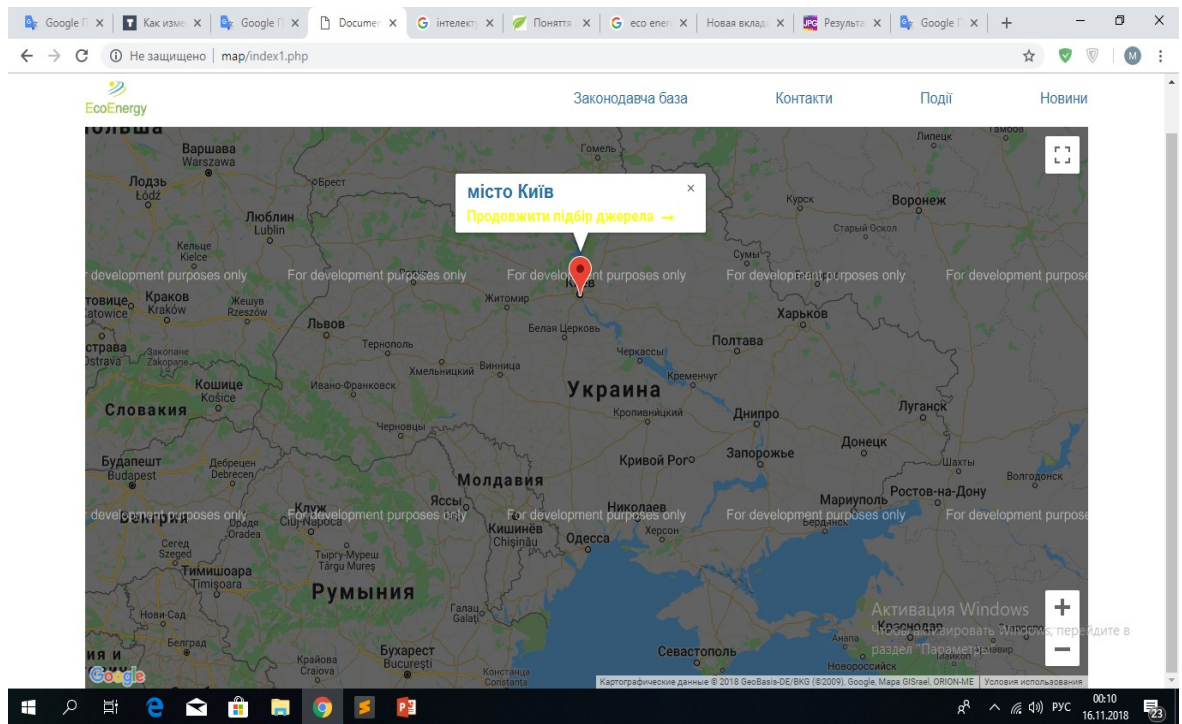 Google П
Как изме
Google П
Documen
інтелекту
Поняття
eco ener
Новая вклад
Результа
Google П
Не защищено | map/index1.php
EcoEnergy
Законодавча база
Контакти
Події
Новини
Варшава
Warszawa
Гомель
Липецк
Тамбов
Лодзь
Łódź
Брест
місто Київ
Продовжити підбір джерела →
Курск
Воронеж
Люблин
Lublin
Старый Оскол
Кельце
Kielce
Сумы
For development purposes only
For development purposes only
For development purposes only
For development purposes only
For development purpose
Краков
Kraków
Жешув
Rzeszów
Житомир
Харьков
Львов
Белая Церковь
Тернополь
Полтава
Закопане
Zakopane
Черкассы
Хмельницкий
Винница
Кременчуг
Кошице
Košice
Ивано-Франковск
Украина
Словакия
Кропивницкий
Днипро
Луганск
Черновцы
Донецк
Будапешт
Budapest
Дебрецен
Debrecen
Кривой Рог
Запорожье
Шахты
Волгодонск
Молдавия
Яссы
Мариуполь
Ростов-на-Дону
Клуж
Cluj-Napoca
Николаев
For development purposes only
For development purposes only
For development purposes only
For development purposes only
For development purpose
Венгрия
Орадя
Oradea
Кишинёв
Chișinău
Херсон
Бердянск
Одесса
Сегед
Szeged
Тыргу-Муреш
Târgu Mureș
Тимишоара
Timișoara
Румыния
Галац
Galați
Нови-Сад
Активация Windows
Чтобы активировать Windows, перейдите в
раздел "Параметры".
Краснодар
Белград
Анапа
Бухарест
București
Севастополь
Крайова
Craiova
Новороссийск
Констанца
Constanța
Google
Картографические данные © 2018 GeoBasis-DE/BKG (©2009), Google, Mapa GISrael, ORION-ME
Условия использования
РУС
00:10
16.11.2018
23